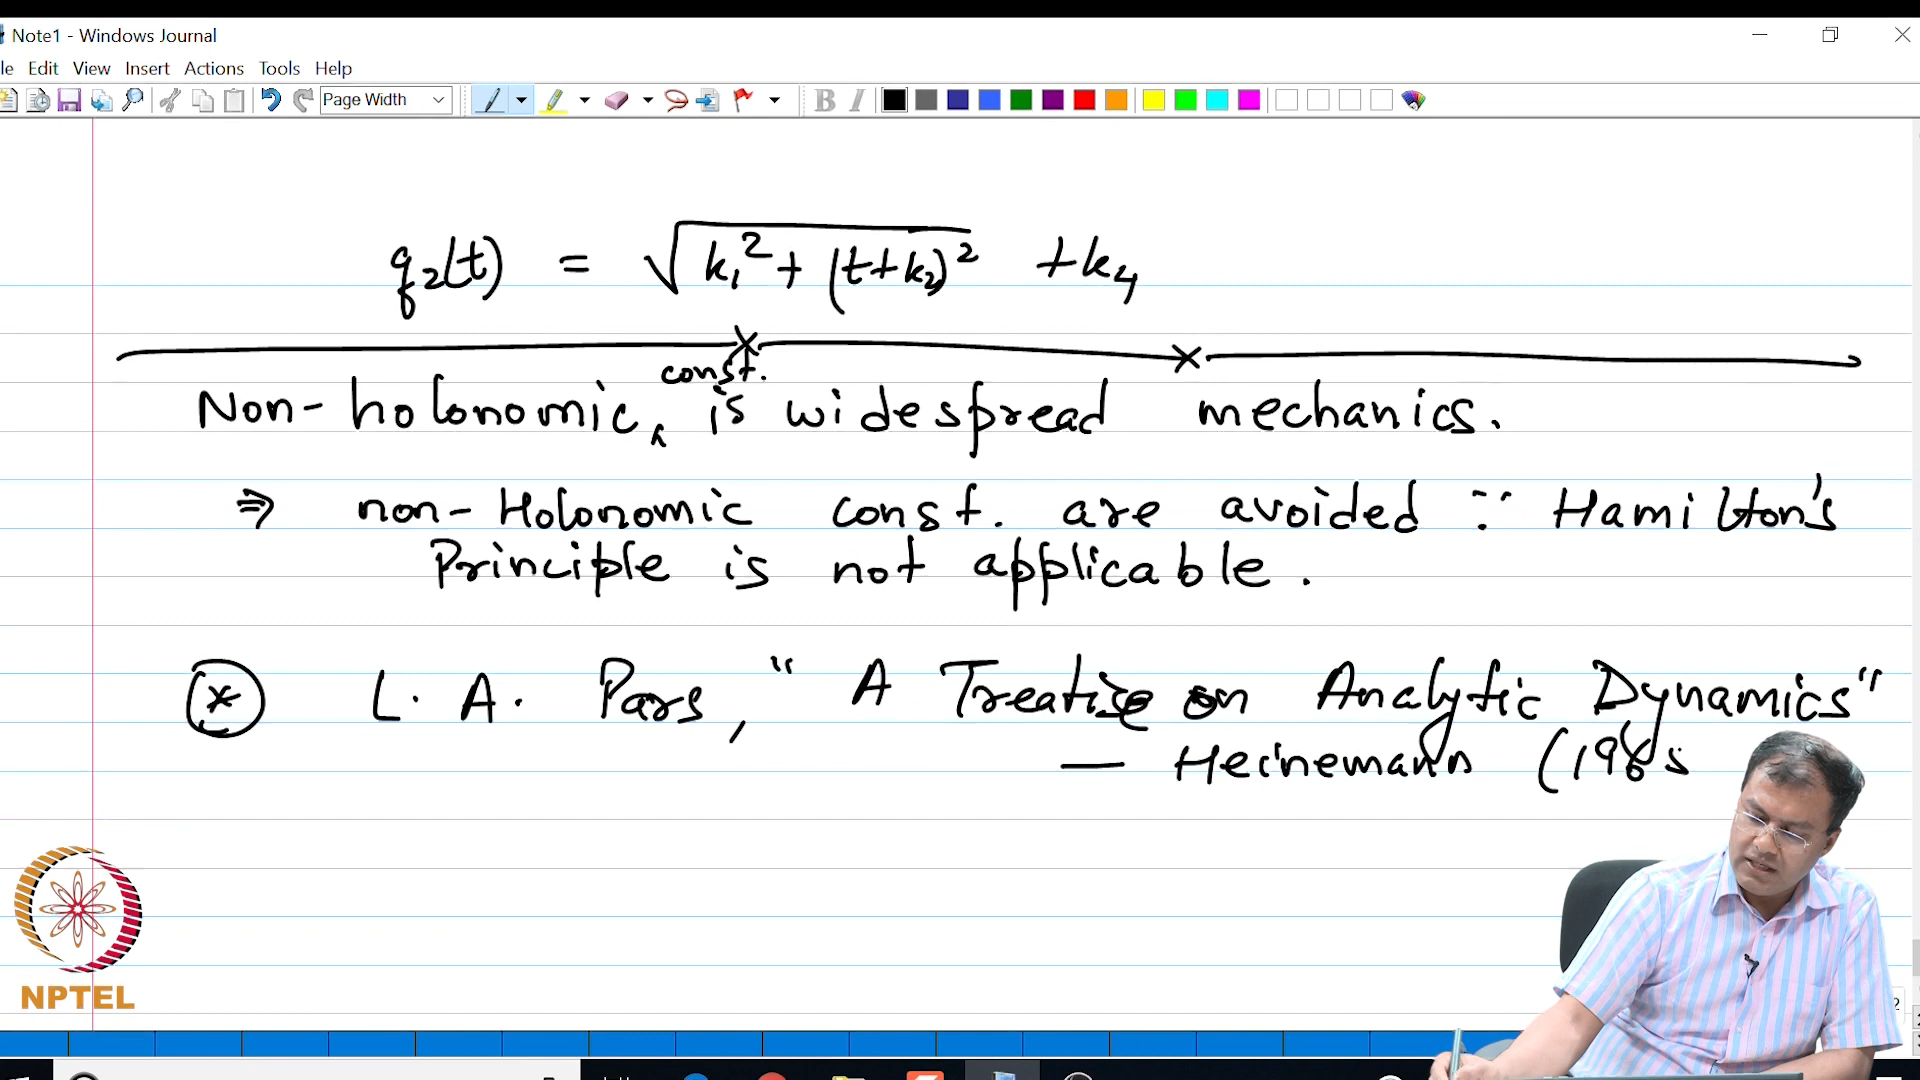 Note1 - Windows Journal
le Edit View Insert Actions Tools Help
Page Width
B I
q₂(t) = √(k₁² + (t+k₂)²) + k₄
const.
Non-holonomic, ʌ is widespread mechanics.
⇒ non-Holonomic const. are avoided ∵ Hamilton's
Principle is not applicable.
(*) L. A. Pars, "A Treatise on Analytic Dynamics"
— Heinemann (1965
NPTEL
2